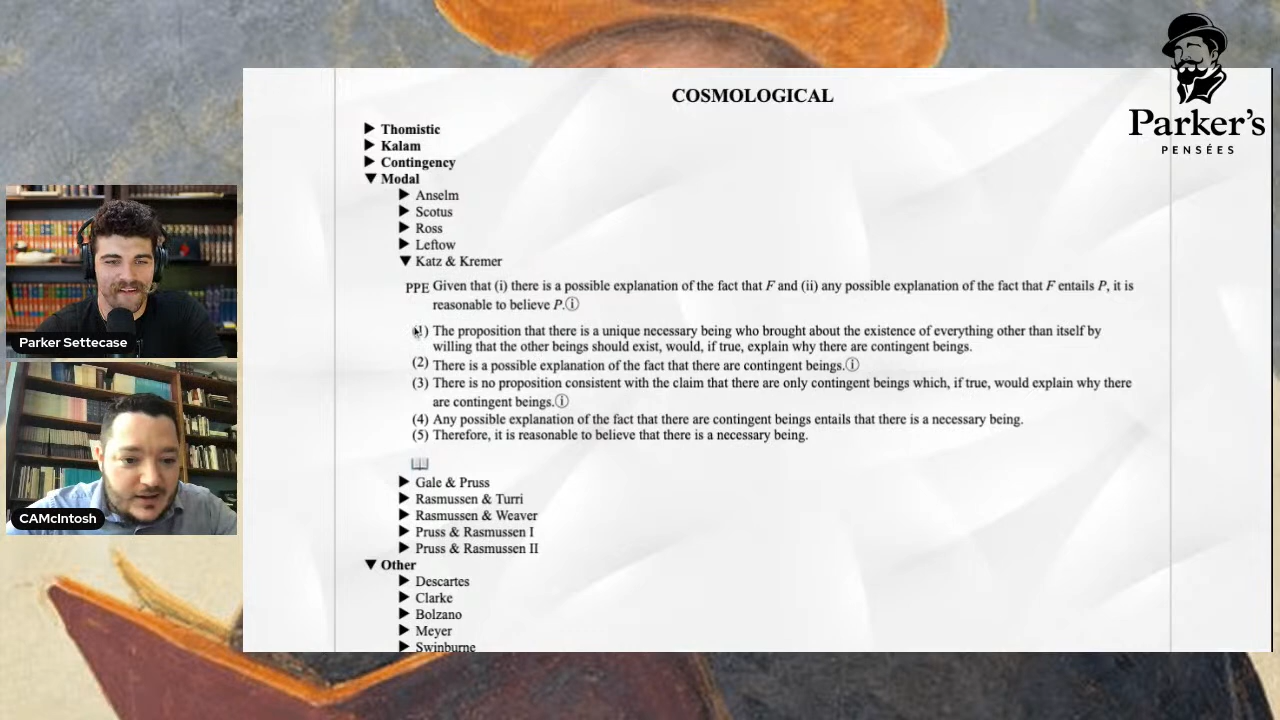 COSMOLOGICAL
Parker's
PENSÉES
▶ Thomistic
▶ Kalam
▶ Contingency
▼ Modal
▶ Anselm
▶ Scotus
▶ Ross
▶ Leftow
▼ Katz & Kremer
PPE Given that (i) there is a possible explanation of the fact that F and (ii) any possible explanation of the fact that F entails P, it is
reasonable to believe P.ⓘ
(1) The proposition that there is a unique necessary being who brought about the existence of everything other than itself by
willing that the other beings should exist, would, if true, explain why there are contingent beings.
(2) There is a possible explanation of the fact that there are contingent beings.ⓘ
(3) There is no proposition consistent with the claim that there are only contingent beings which, if true, would explain why there
are contingent beings.ⓘ
(4) Any possible explanation of the fact that there are contingent beings entails that there is a necessary being.
(5) Therefore, it is reasonable to believe that there is a necessary being.
▶ Gale & Pruss
▶ Rasmussen & Turri
▶ Rasmussen & Weaver
▶ Pruss & Rasmussen I
▶ Pruss & Rasmussen II
▼ Other
▶ Descartes
▶ Clarke
▶ Bolzano
▶ Meyer
▶ Swinburne
Parker Settecase
CAMcIntosh